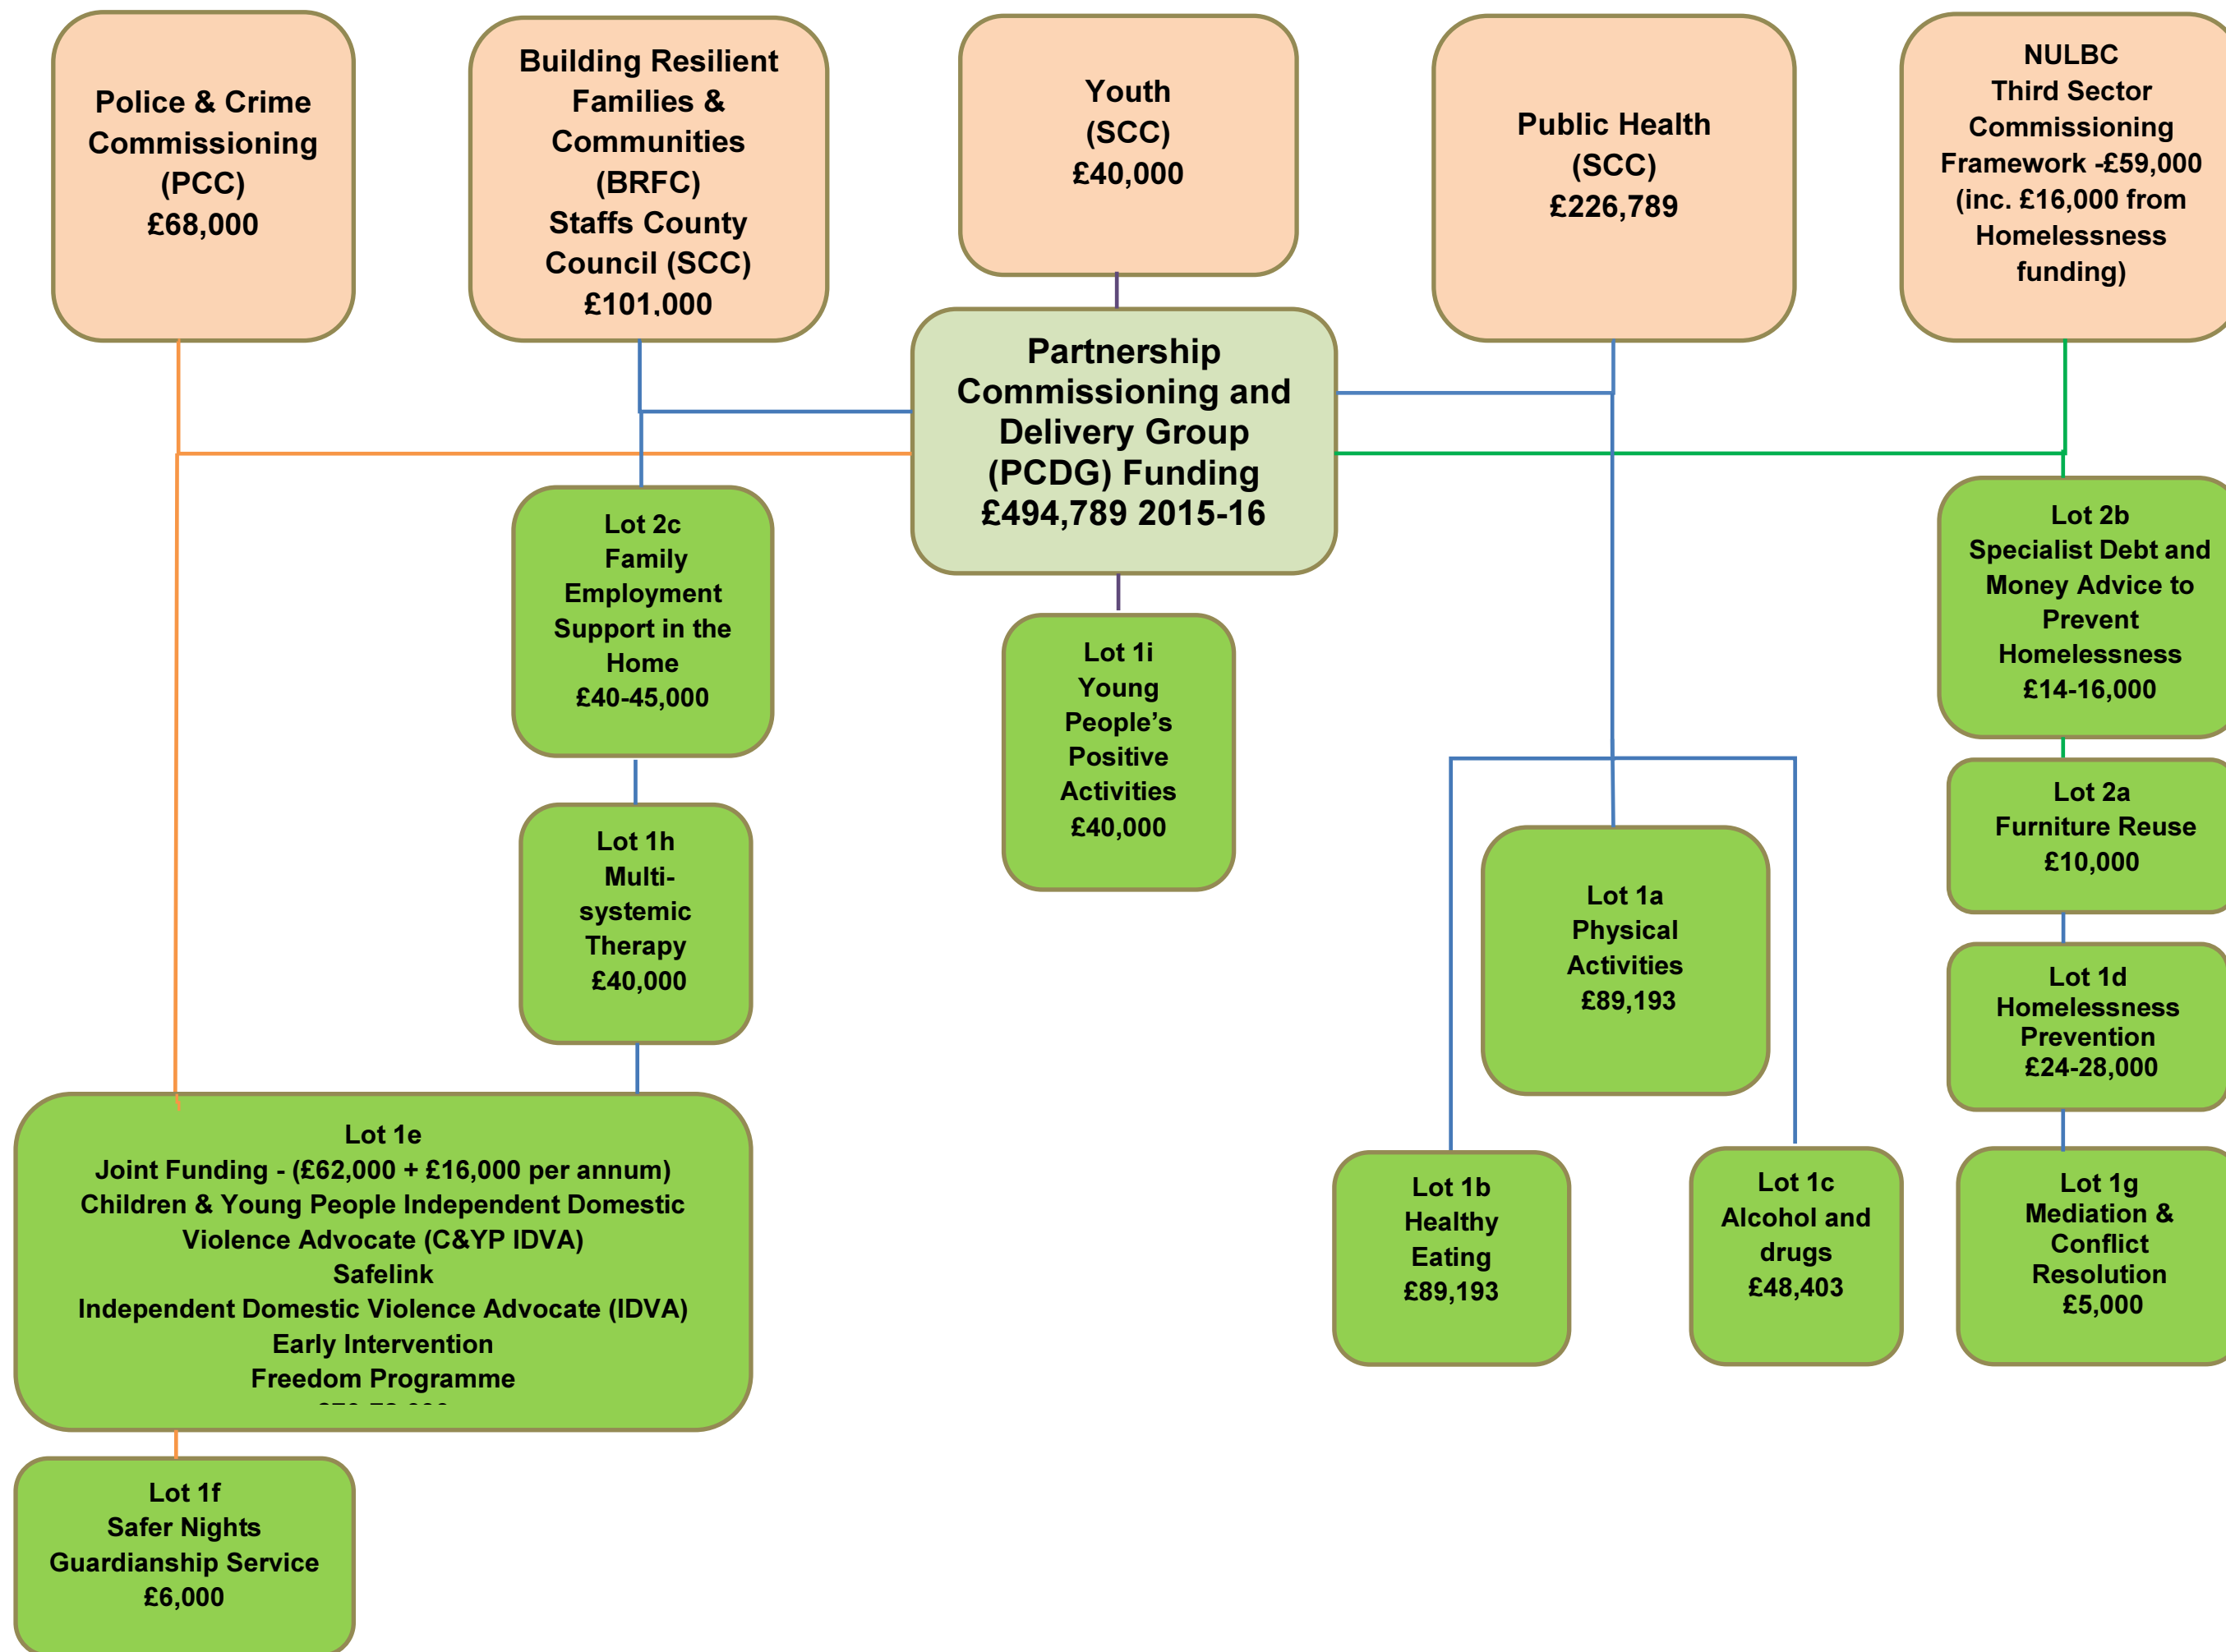 Police & Crime
Commissioning
(PCC)
£68,000
Building Resilient
Families &
Communities
(BRFC)
Staffs County
Council (SCC)
£101,000
Youth
(SCC)
£40,000
Public Health
(SCC)
£226,789
NULBC
Third Sector
Commissioning
Framework -£59,000
(inc. £16,000 from
Homelessness
funding)
Partnership
Commissioning and
Delivery Group
(PCDG) Funding
£494,789 2015-16
Lot 2c
Family
Employment
Support in the
Home
£40-45,000
Lot 1h
Multi-
systemic
Therapy
£40,000
Lot 1i
Young
People’s
Positive
Activities
£40,000
Lot 1a
Physical
Activities
£89,193
Lot 1b
Healthy
Eating
£89,193
Lot 1c
Alcohol and
drugs
£48,403
Lot 2b
Specialist Debt and
Money Advice to
Prevent
Homelessness
£14-16,000
Lot 2a
Furniture Reuse
£10,000
Lot 1d
Homelessness
Prevention
£24-28,000
Lot 1g
Mediation &
Conflict
Resolution
£5,000
Lot 1e
Joint Funding - (£62,000 + £16,000 per annum)
Children & Young People Independent Domestic
Violence Advocate (C&YP IDVA)
Safelink
Independent Domestic Violence Advocate (IDVA)
Early Intervention
Freedom Programme
Lot 1f
Safer Nights
Guardianship Service
£6,000